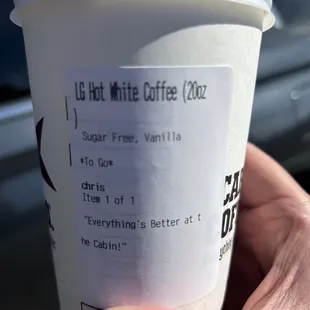 LG Hot White Coffee (20oz
)
Sugar Free, Vanilla
*To Go*
chris
Item 1 of 1
"Everything's Better at t
he Cabin!"